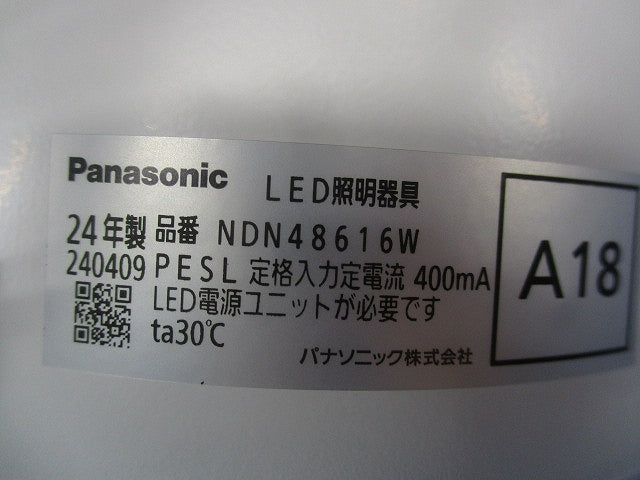 Panasonic LED照明器具
24年製 品番 NDN48616W
240409 PESL 定格入力定電流 400mA
LED電源ユニットが必要です
ta30℃
パナソニック株式会社
A18